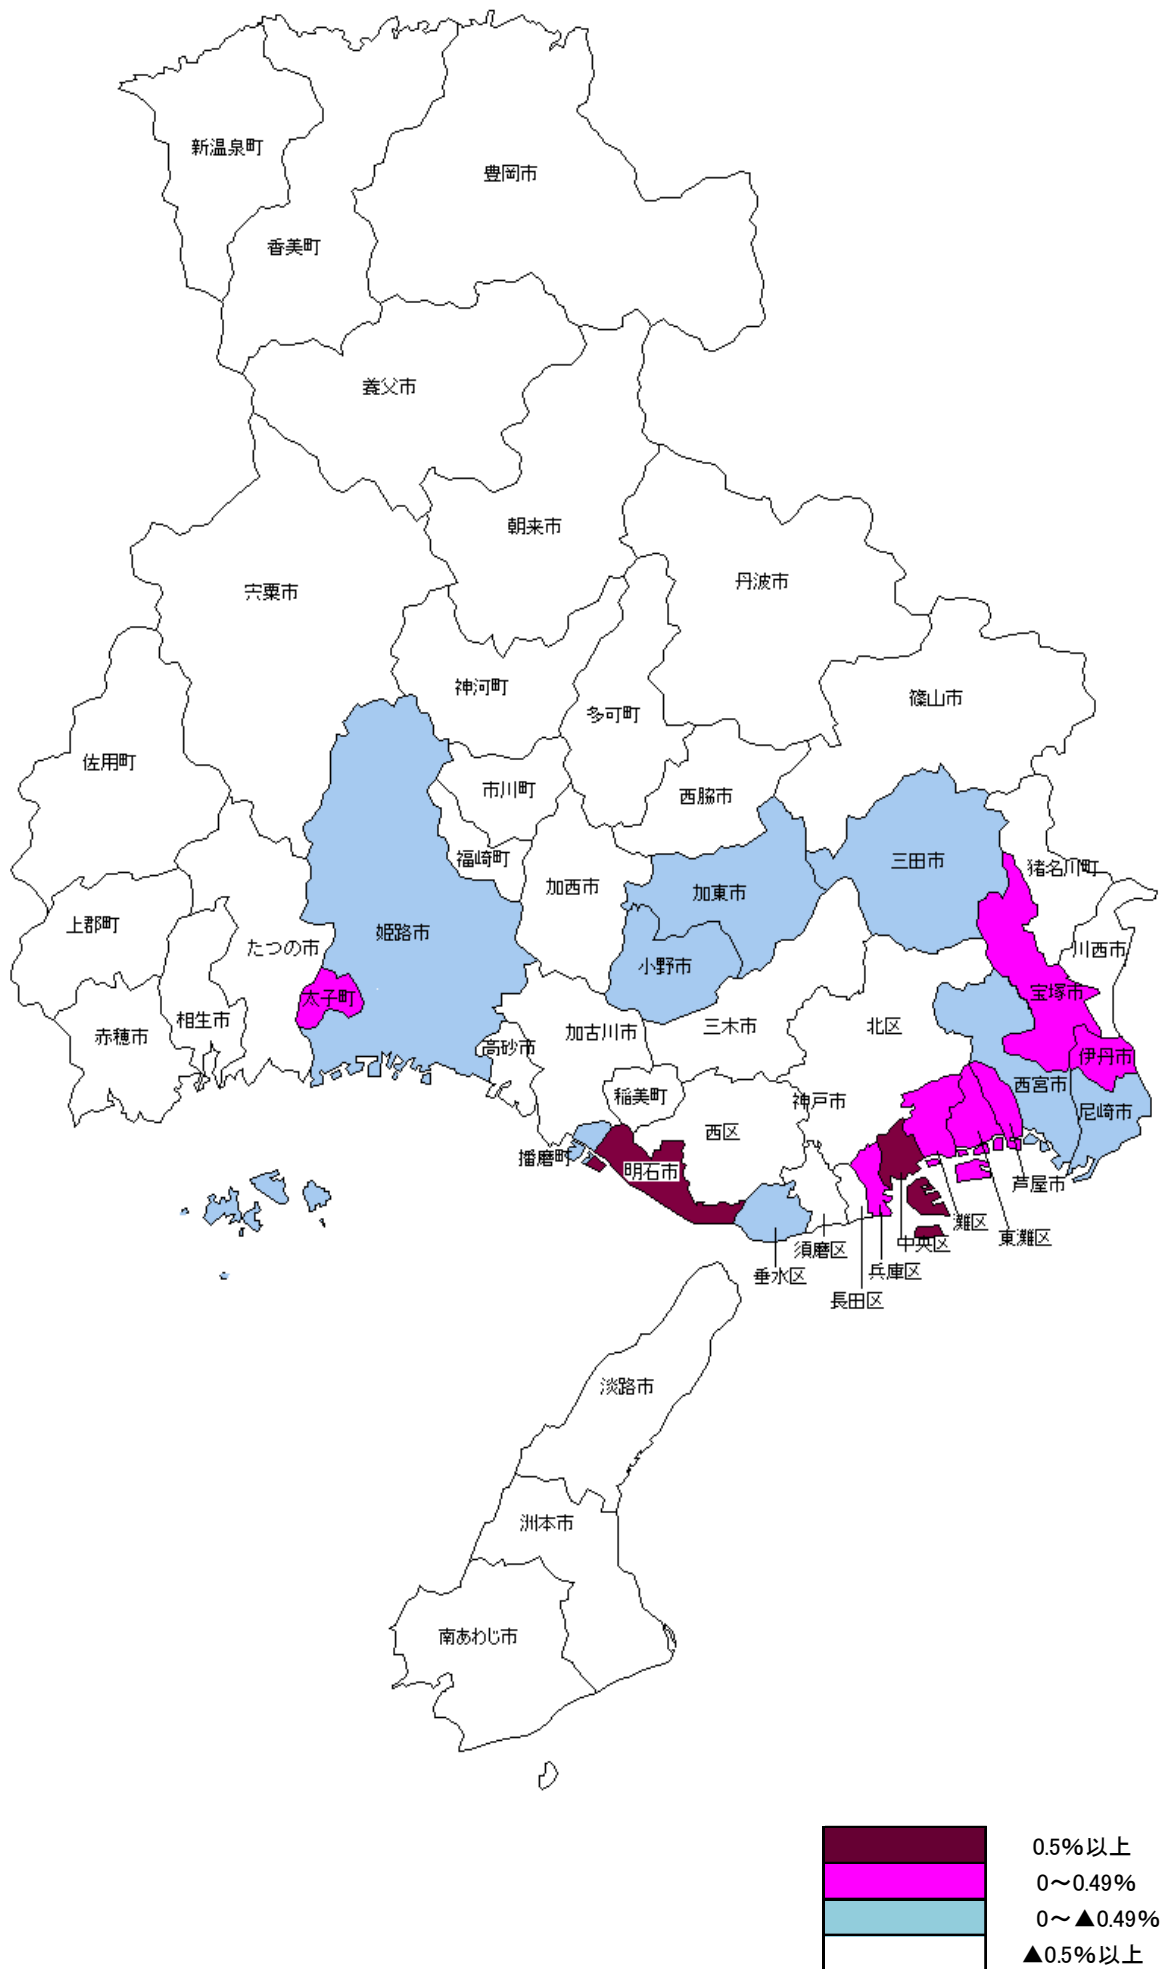 新温泉町
豊岡市
香美町
養父市
朝来市
丹波市
宍粟市
神河町
篠山市
多可町
佐用町
市川町
西脇市
福崎町
三田市
猪名川町
加西市
加東市
上郡町
姫路市
たつの市
川西市
小野市
太子町
宝塚市
相生市
赤穂市
加古川市
三木市
北区
高砂市
伊丹市
西宮市
稲美町
神戸市
尼崎市
西区
播磨町
明石市
芦屋市
灘区
東灘区
中央区
須磨区
兵庫区
垂水区
長田区
淡路市
洲本市
南あわじ市
0.5%以上
0～0.49%
0～▲0.49%
▲0.5%以上